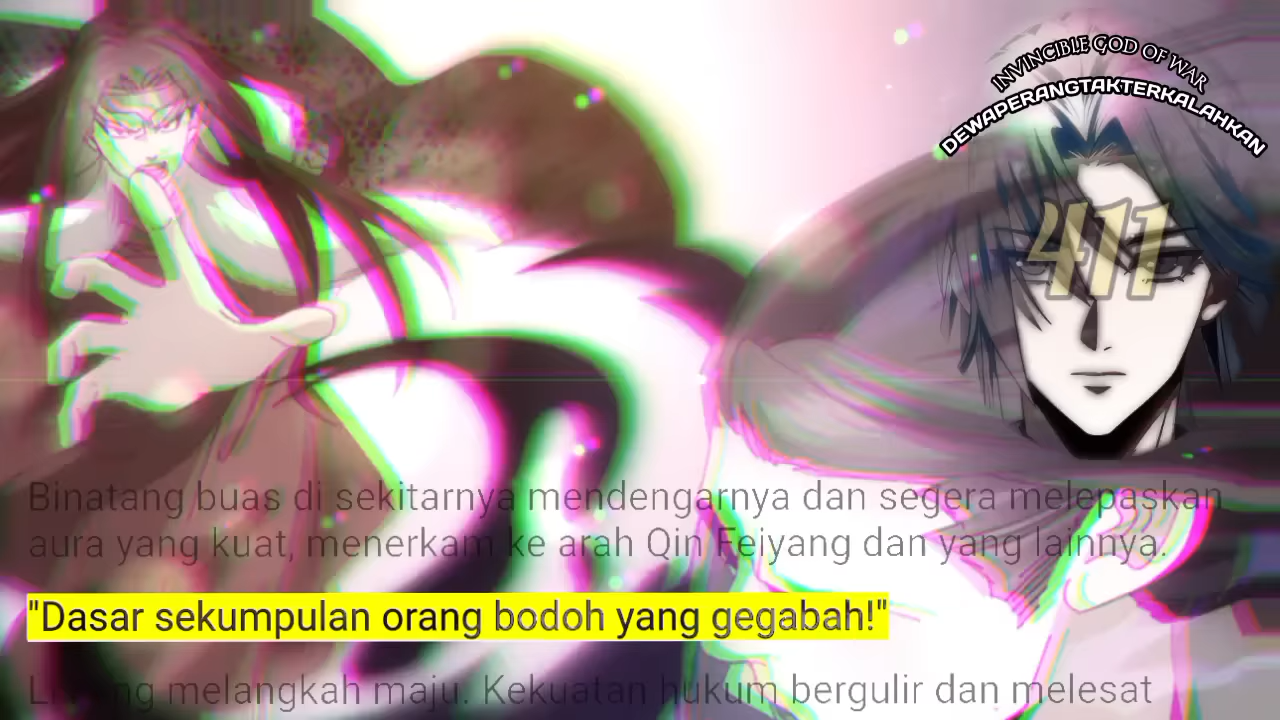 INVINCIBLE GOD OF WAR
DEWAPERANGTAKTERKALAHKAN
411
Binatang buas di sekitarnya mendengarnya dan segera melepaskan
aura yang kuat, menerkam ke arah Qin Feiyang dan yang lainnya.
"Dasar sekumpulan orang bodoh yang gegabah!"
melangkah maju. Kekuatan hukum bergulir dan melesat